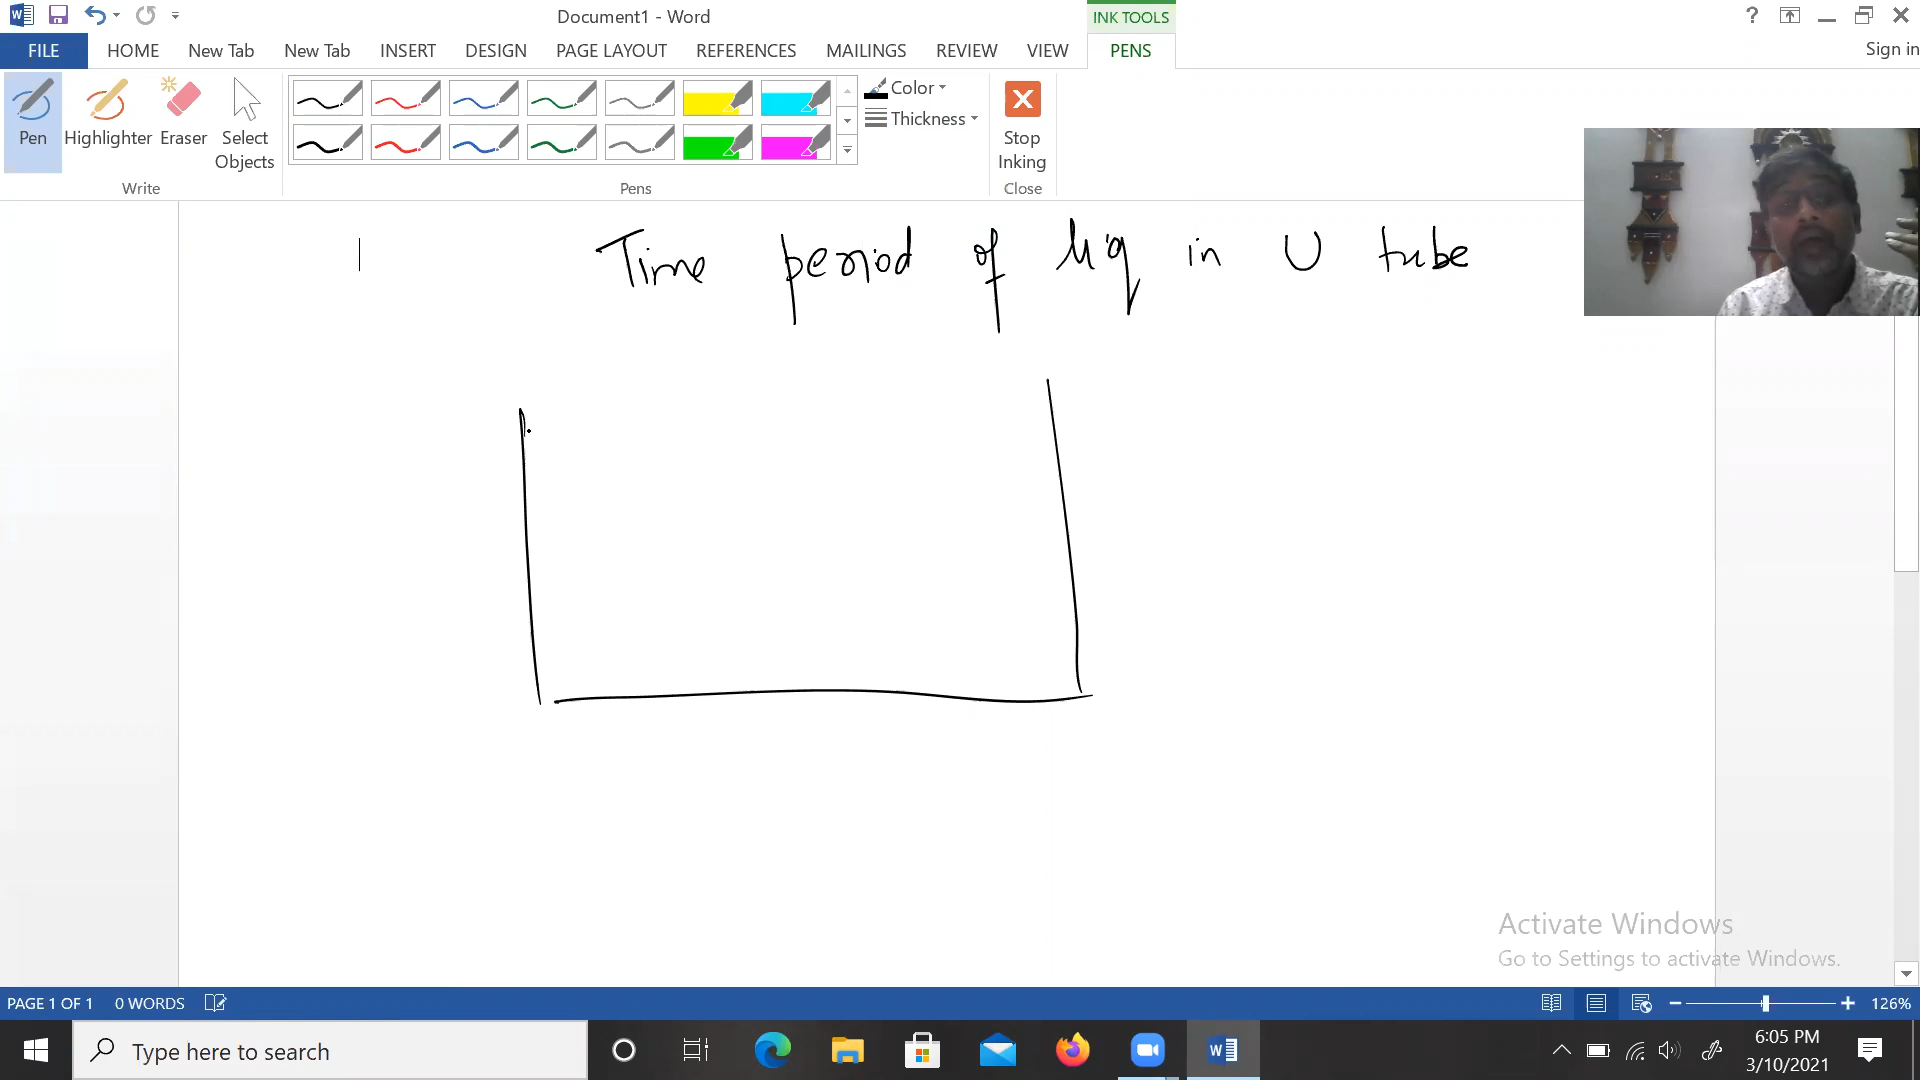 Document1 - Word
INK TOOLS
?
FILE HOME New Tab New Tab INSERT DESIGN PAGE LAYOUT REFERENCES MAILINGS REVIEW VIEW PENS Sign in
Pen Highlighter Eraser Select Objects
Color
Thickness
Stop Inking
Write Pens Close
Time period of liq in U tube
Activate Windows
Go to Settings to activate Windows.
PAGE 1 OF 1 0 WORDS 126%
Type here to search
6:05 PM
3/10/2021